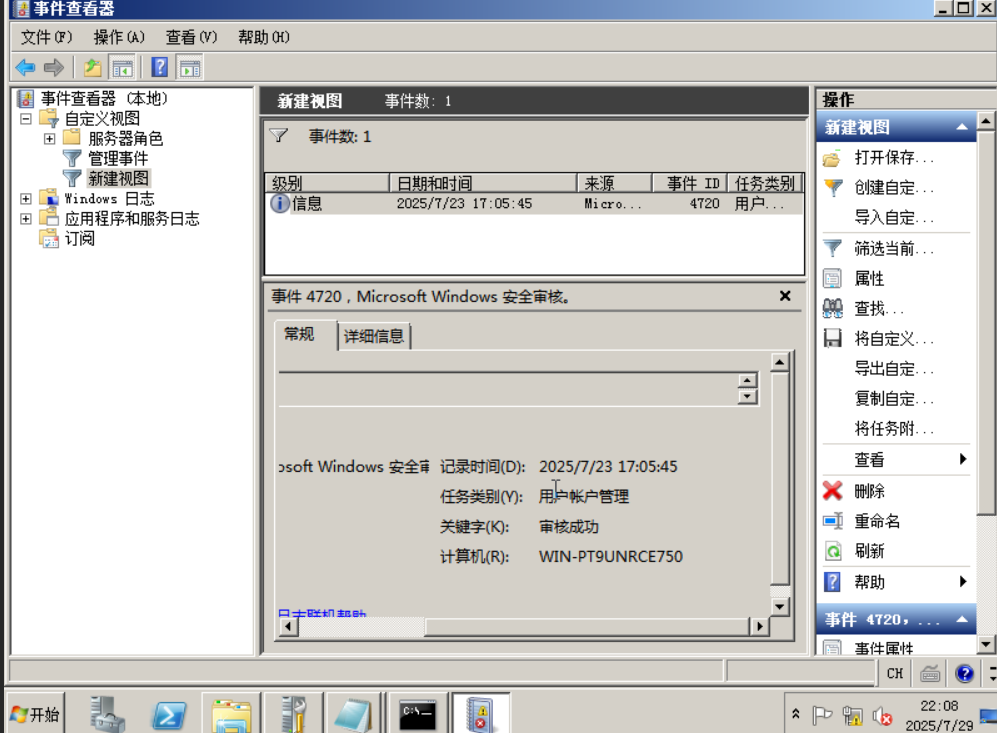 事件查看器
文件(F) 操作(A) 查看(V) 帮助(H)
事件查看器 (本地)
自定义视图
服务器角色
管理事件
新建视图
Windows 日志
应用程序和服务日志
订阅
新建视图 事件数: 1
事件数: 1
级别 日期和时间 来源 事件 ID 任务类别
信息 2025/7/23 17:05:45 Micro... 4720 用户...
事件 4720，Microsoft Windows 安全审核。
常规 详细信息
osoft Windows 安全审 记录时间(D): 2025/7/23 17:05:45
任务类别(Y): 用户帐户管理
关键字(K): 审核成功
计算机(R): WIN-PT9UNRCE750
日志联机帮助
操作
新建视图
打开保存...
创建自定...
导入自定...
筛选当前...
属性
查找...
将自定义...
导出自定...
复制自定...
将任务附...
查看
删除
重命名
刷新
帮助
事件 4720，...
事件属性
CH
开始
C:\
22:08
2025/7/29